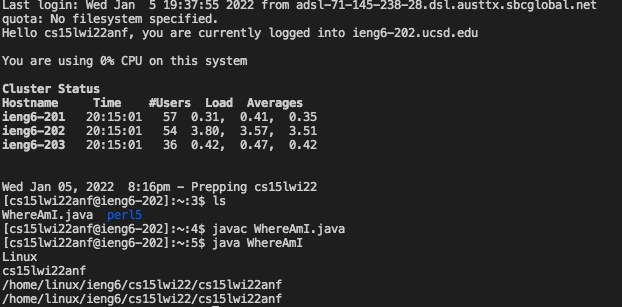 Last login: Wed Jan  5 19:37:55 2022 from adsl-71-145-238-28.dsl.austtx.sbcglobal.net
quota: No filesystem specified.
Hello cs15lwi22anf, you are currently logged into ieng6-202.ucsd.edu
You are using 0% CPU on this system
Cluster Status
Hostname     Time    #Users  Load  Averages
ieng6-201   20:15:01   57  0.31,  0.41,  0.35
ieng6-202   20:15:01   54  3.80,  3.57,  3.51
ieng6-203   20:15:01   36  0.42,  0.47,  0.42
Wed Jan 05, 2022  8:16pm - Prepping cs15lwi22
[cs15lwi22anf@ieng6-202]:~:3$ ls
WhereAmI.java  perl5
[cs15lwi22anf@ieng6-202]:~:4$ javac WhereAmI.java
[cs15lwi22anf@ieng6-202]:~:5$ java WhereAmI
Linux
cs15lwi22anf
/home/linux/ieng6/cs15lwi22/cs15lwi22anf
/home/linux/ieng6/cs15lwi22/cs15lwi22anf